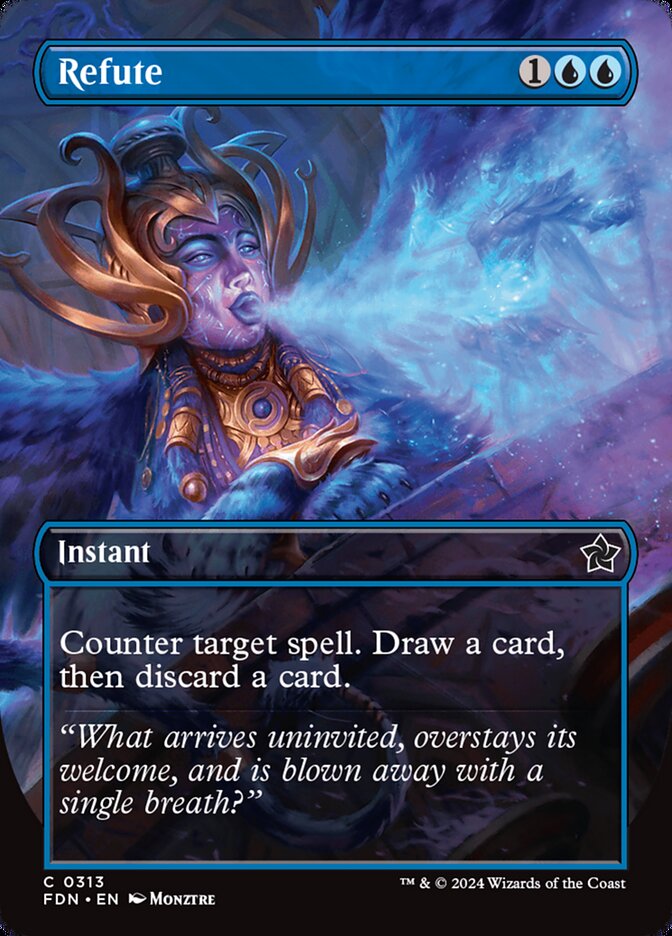 Refute
1
Instant
Counter target spell. Draw a card,
then discard a card.
“What arrives uninvited, overstays its
welcome, and is blown away with a
single breath?”
C 0313
FDN • EN Monztre
™ & © 2024 Wizards of the Coast